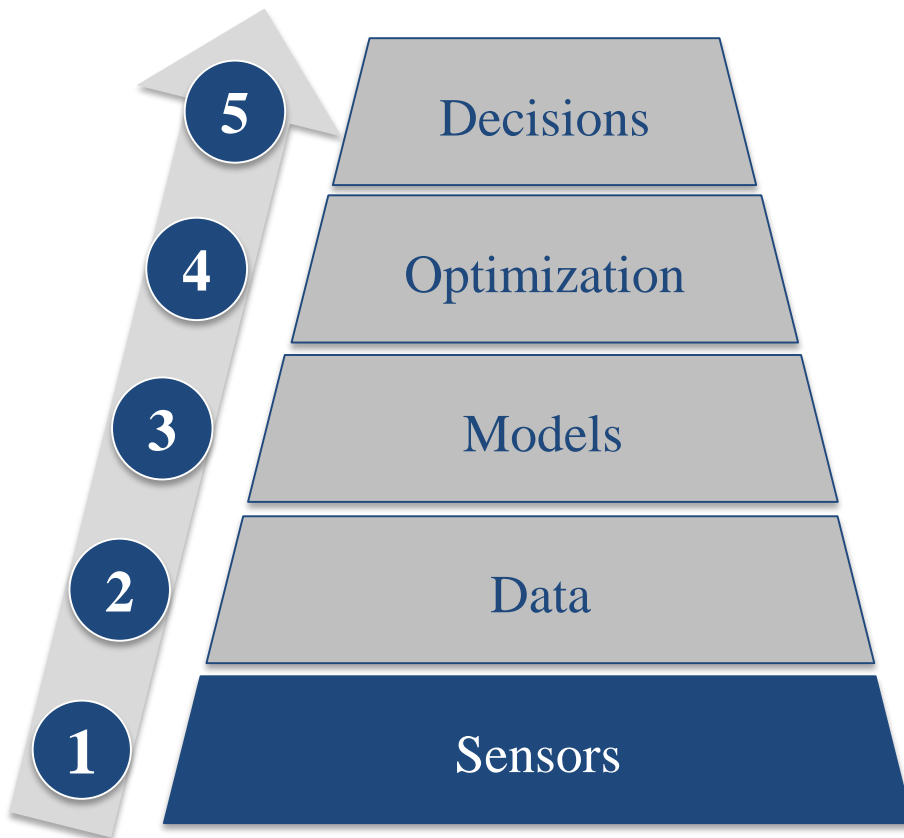 5
Decisions
4
Optimization
3
Models
2
Data
1
Sensors